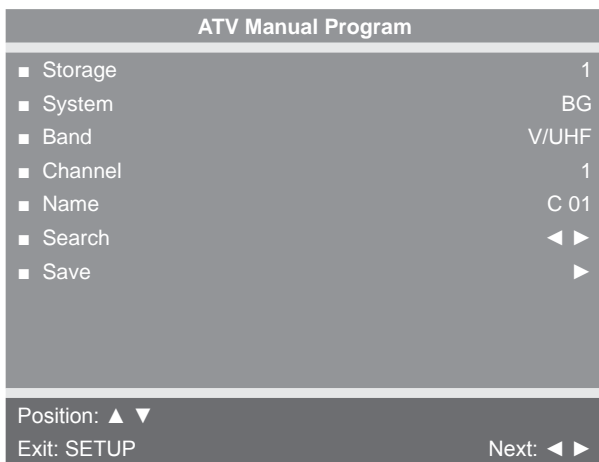 ATV Manual Program
■ Storage 1
■ System BG
■ Band V/UHF
■ Channel 1
■ Name C 01
■ Search ◄ ►
■ Save ►
Position: ▲ ▼
Exit: SETUP Next: ◄ ►